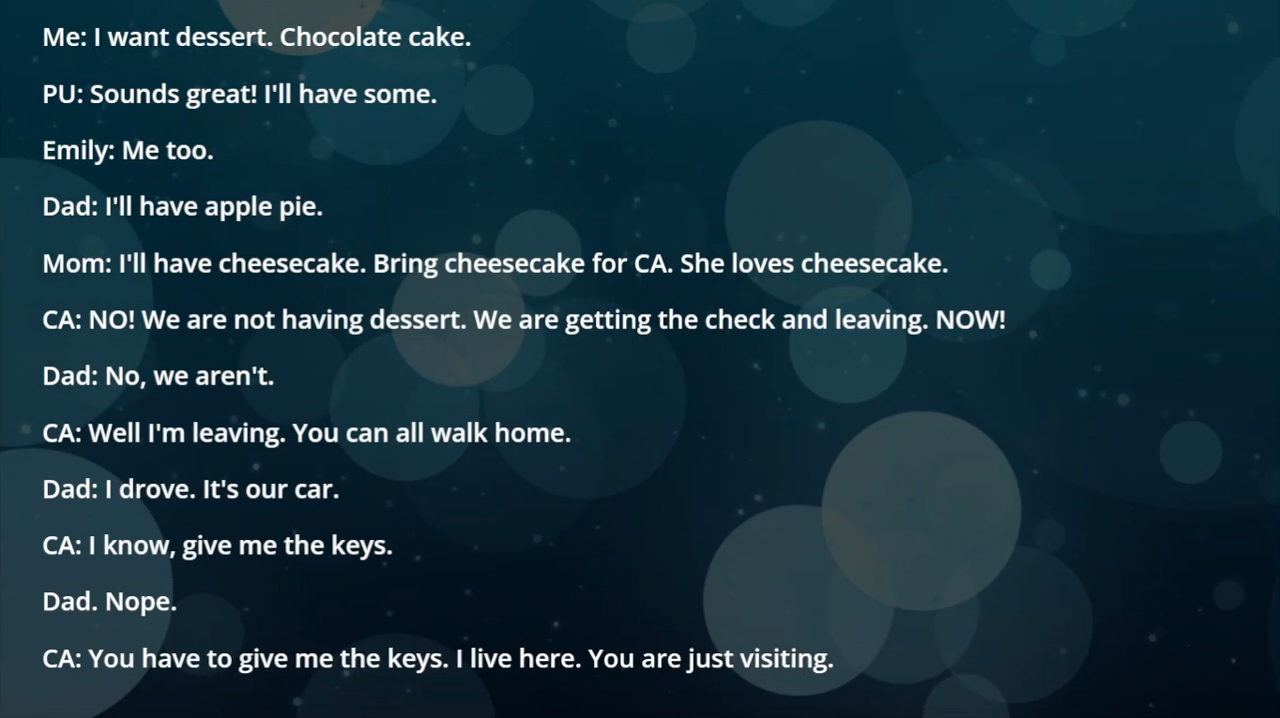 Me: I want dessert. Chocolate cake.
PU: Sounds great! I'll have some.
Emily: Me too.
Dad: I'll have apple pie.
Mom: I'll have cheesecake. Bring cheesecake for CA. She loves cheesecake.
CA: NO! We are not having dessert. We are getting the check and leaving. NOW!
Dad: No, we aren't.
CA: Well I'm leaving. You can all walk home.
Dad: I drove. It's our car.
CA: I know, give me the keys.
Dad. Nope.
CA: You have to give me the keys. I live here. You are just visiting.